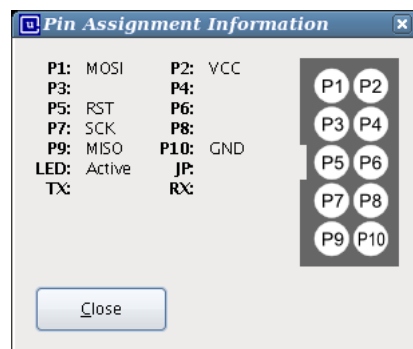 u Pin Assignment Information x
P1: MOSI P2: VCC
P3: P4:
P5: RST P6:
P7: SCK P8:
P9: MISO P10: GND
LED: Active JP:
TX: RX:
P1 P2
P3 P4
P5 P6
P7 P8
P9 P10
Close